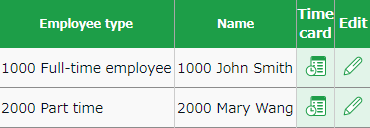 Employee type Name Time card Edit
1000 Full-time employee 1000 John Smith
2000 Part time 2000 Mary Wang